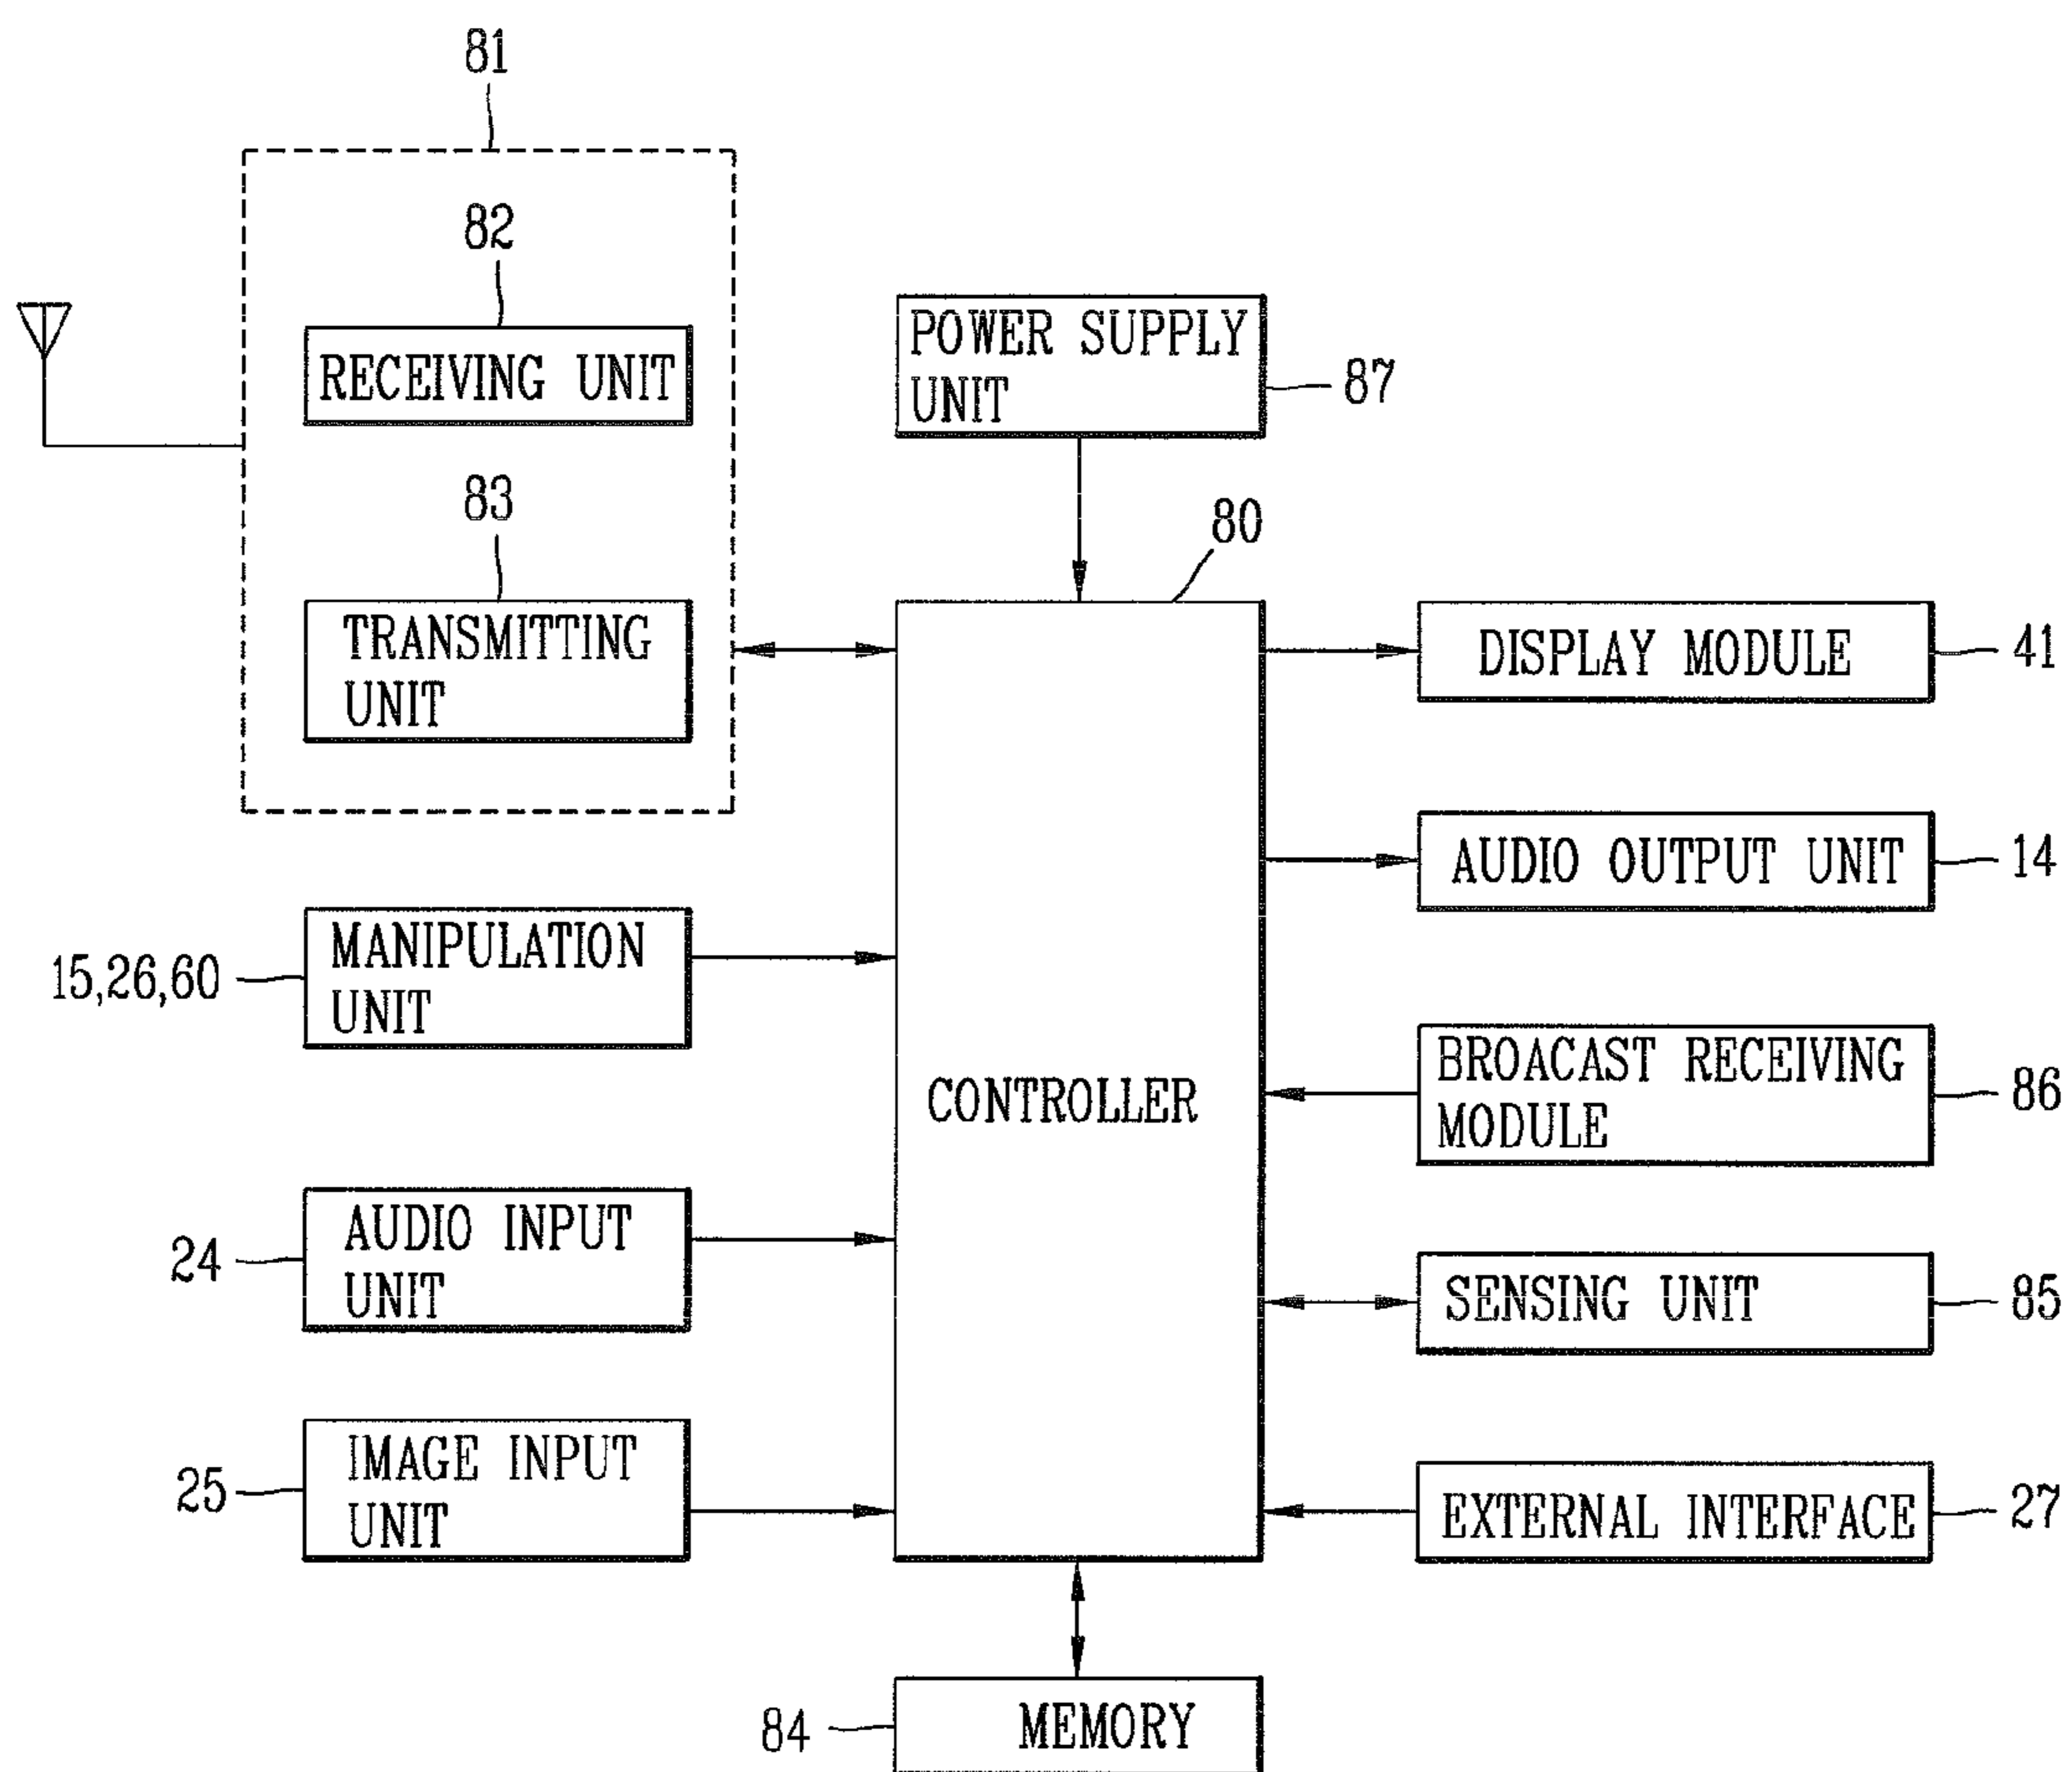 81
82
RECEIVING UNIT
83
TRANSMITTING
UNIT
POWER SUPPLY
UNIT
87
80
CONTROLLER
15,26,60
MANIPULATION
UNIT
24
AUDIO INPUT
UNIT
25
IMAGE INPUT
UNIT
DISPLAY MODULE
41
AUDIO OUTPUT UNIT
14
BROACAST RECEIVING
MODULE
86
SENSING UNIT
85
EXTERNAL INTERFACE
27
84
MEMORY